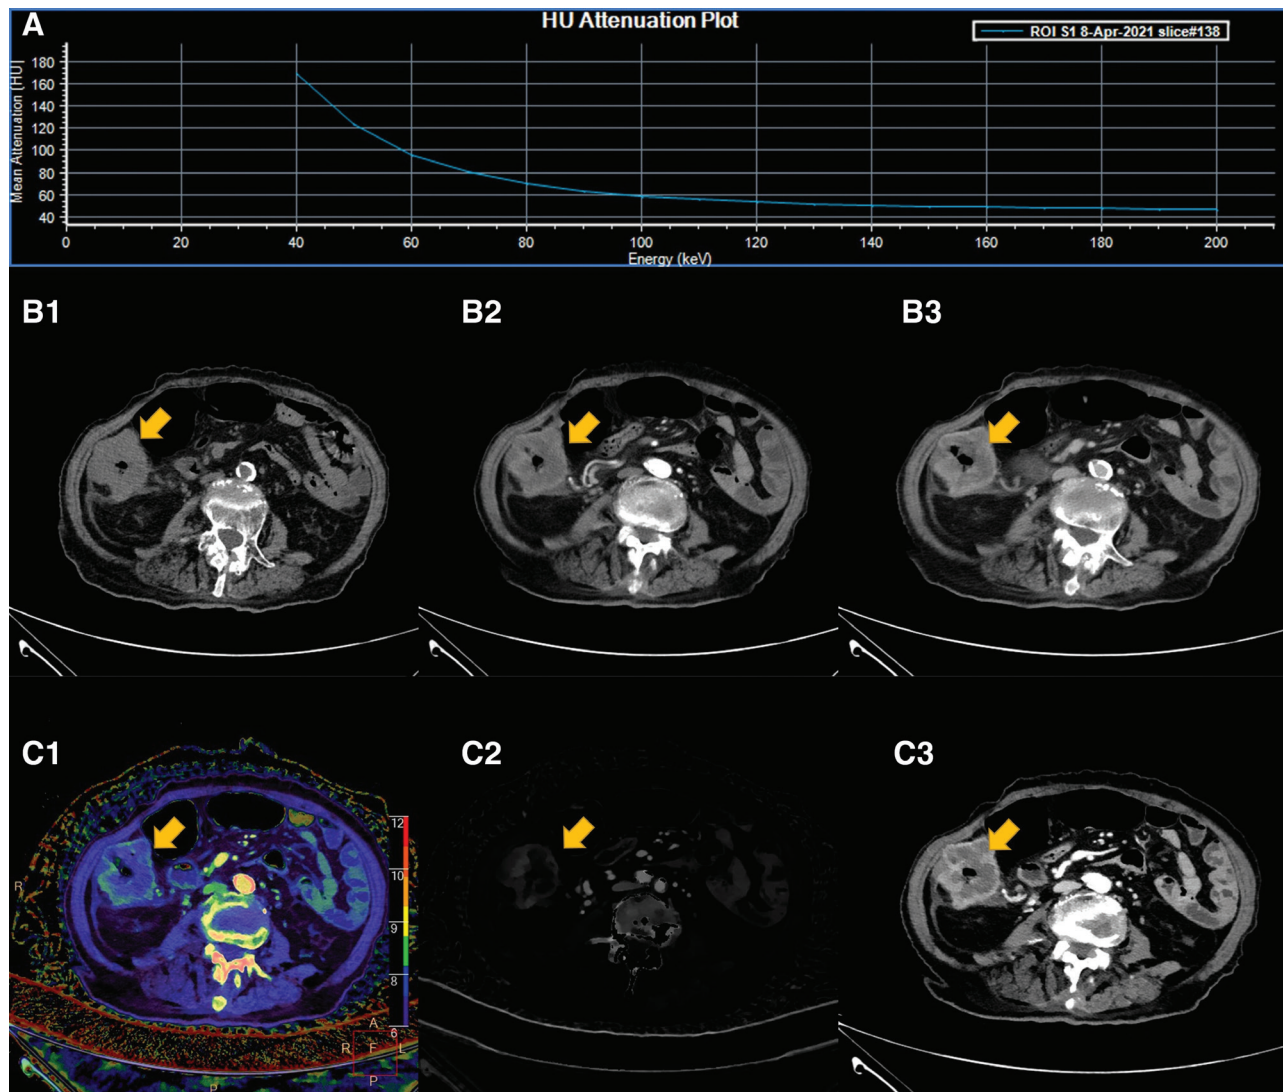 A
HU Attenuation Plot
ROI S1 8-Apr-2021 slice#138
Mean Attenuation [HU]
180
160
140
120
100
80
60
40
0 20 40 60 80 100 120 140 160 180 200
Energy (keV)
B1 B2 B3
C1 C2 C3
12
10
9
8
6
R
A
R F L
P
P